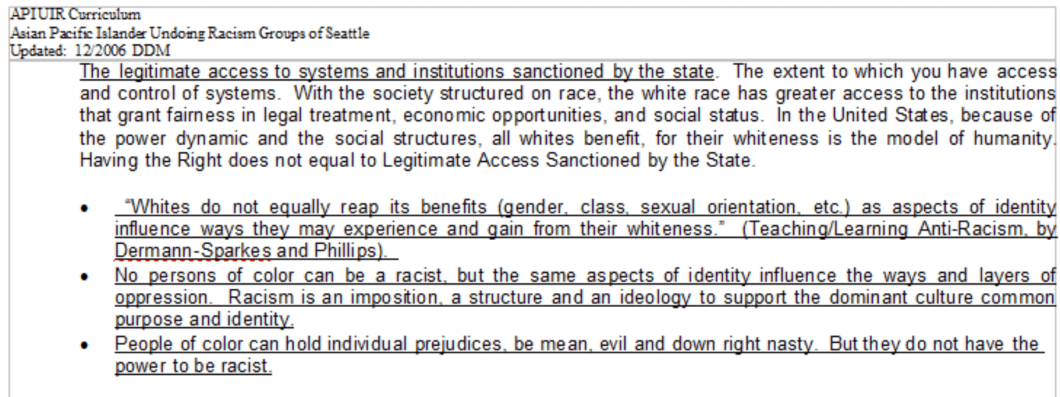 APIUIR Curriculum
Asian Pacific Islander Undoing Racism Groups of Seattle
Updated: 12/2006 DDM
The legitimate access to systems and institutions sanctioned by the state. The extent to which you have access
and control of systems. With the society structured on race, the white race has greater access to the institutions
that grant fairness in legal treatment, economic opportunities, and social status. In the United States, because of
the power dynamic and the social structures, all whites benefit, for their whiteness is the model of humanity.
Having the Right does not equal to Legitimate Access Sanctioned by the State.
• "Whites do not equally reap its benefits (gender, class, sexual orientation, etc.) as aspects of identity
influence ways they may experience and gain from their whiteness." (Teaching/Learning Anti-Racism, by
Dermann-Sparkes and Phillips).
• No persons of color can be a racist, but the same aspects of identity influence the ways and layers of
oppression. Racism is an imposition, a structure and an ideology to support the dominant culture common
purpose and identity.
• People of color can hold individual prejudices, be mean, evil and down right nasty. But they do not have the
power to be racist.